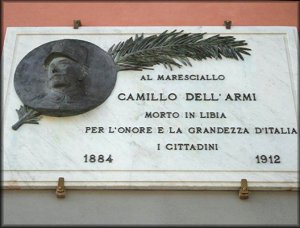 AL MARESCIALLO
CAMILLO DELL'ARMI
MORTO IN LIBIA
PER L'ONORE E LA GRANDEZZA D'ITALIA
I CITTADINI
1884 1912